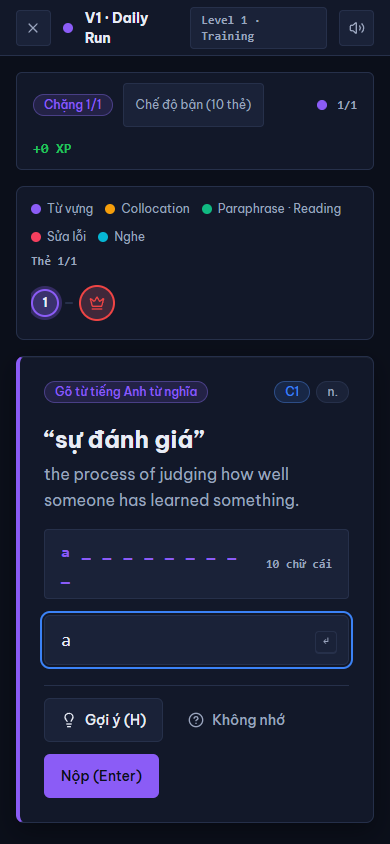 V1 · Daily
Run
Level 1 ·
Training
Chặng 1/1
Chế độ bận (10 thẻ)
1/1
+0 XP
Từ vựng
Collocation
Paraphrase · Reading
Sửa lỗi
Nghe
Thẻ 1/1
1
Gõ từ tiếng Anh từ nghĩa
C1
n.
“sự đánh giá”
the process of judging how well
someone has learned something.
a _ _ _ _ _ _ _ _
_
10 chữ cái
a
↵
Gợi ý (H)
Không nhớ
Nộp (Enter)